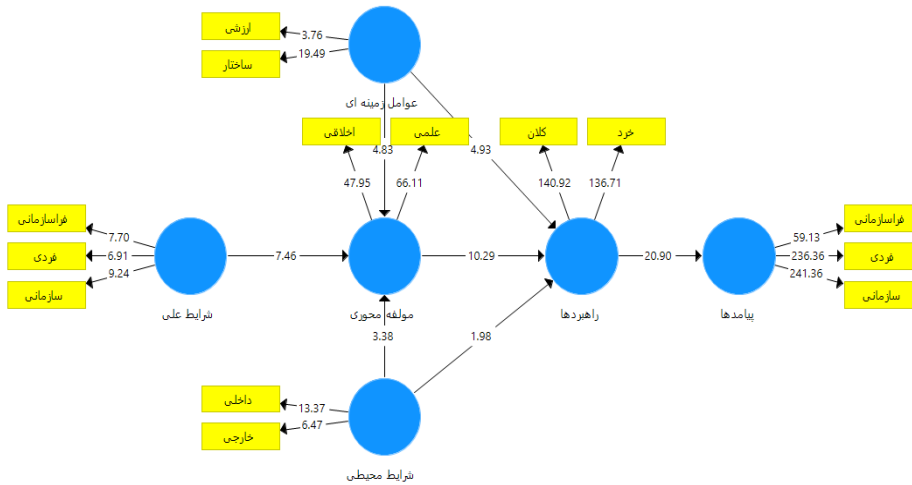 ارزشی
3.76
19.49
ساختار
عوامل زمینه ای
اخلاقی
علمی
کلان
خرد
4.83
4.93
47.95
66.11
140.92
136.71
فراسازمانی
7.70
فردی
6.91
سازمانی
9.24
7.46
10.29
20.90
59.13
فراسازمانی
236.36
فردی
241.36
سازمانی
شرایط علی
مولفه محوری
راهبردها
پیامدها
3.38
1.98
داخلی
13.37
خارجی
6.47
شرایط محیطی